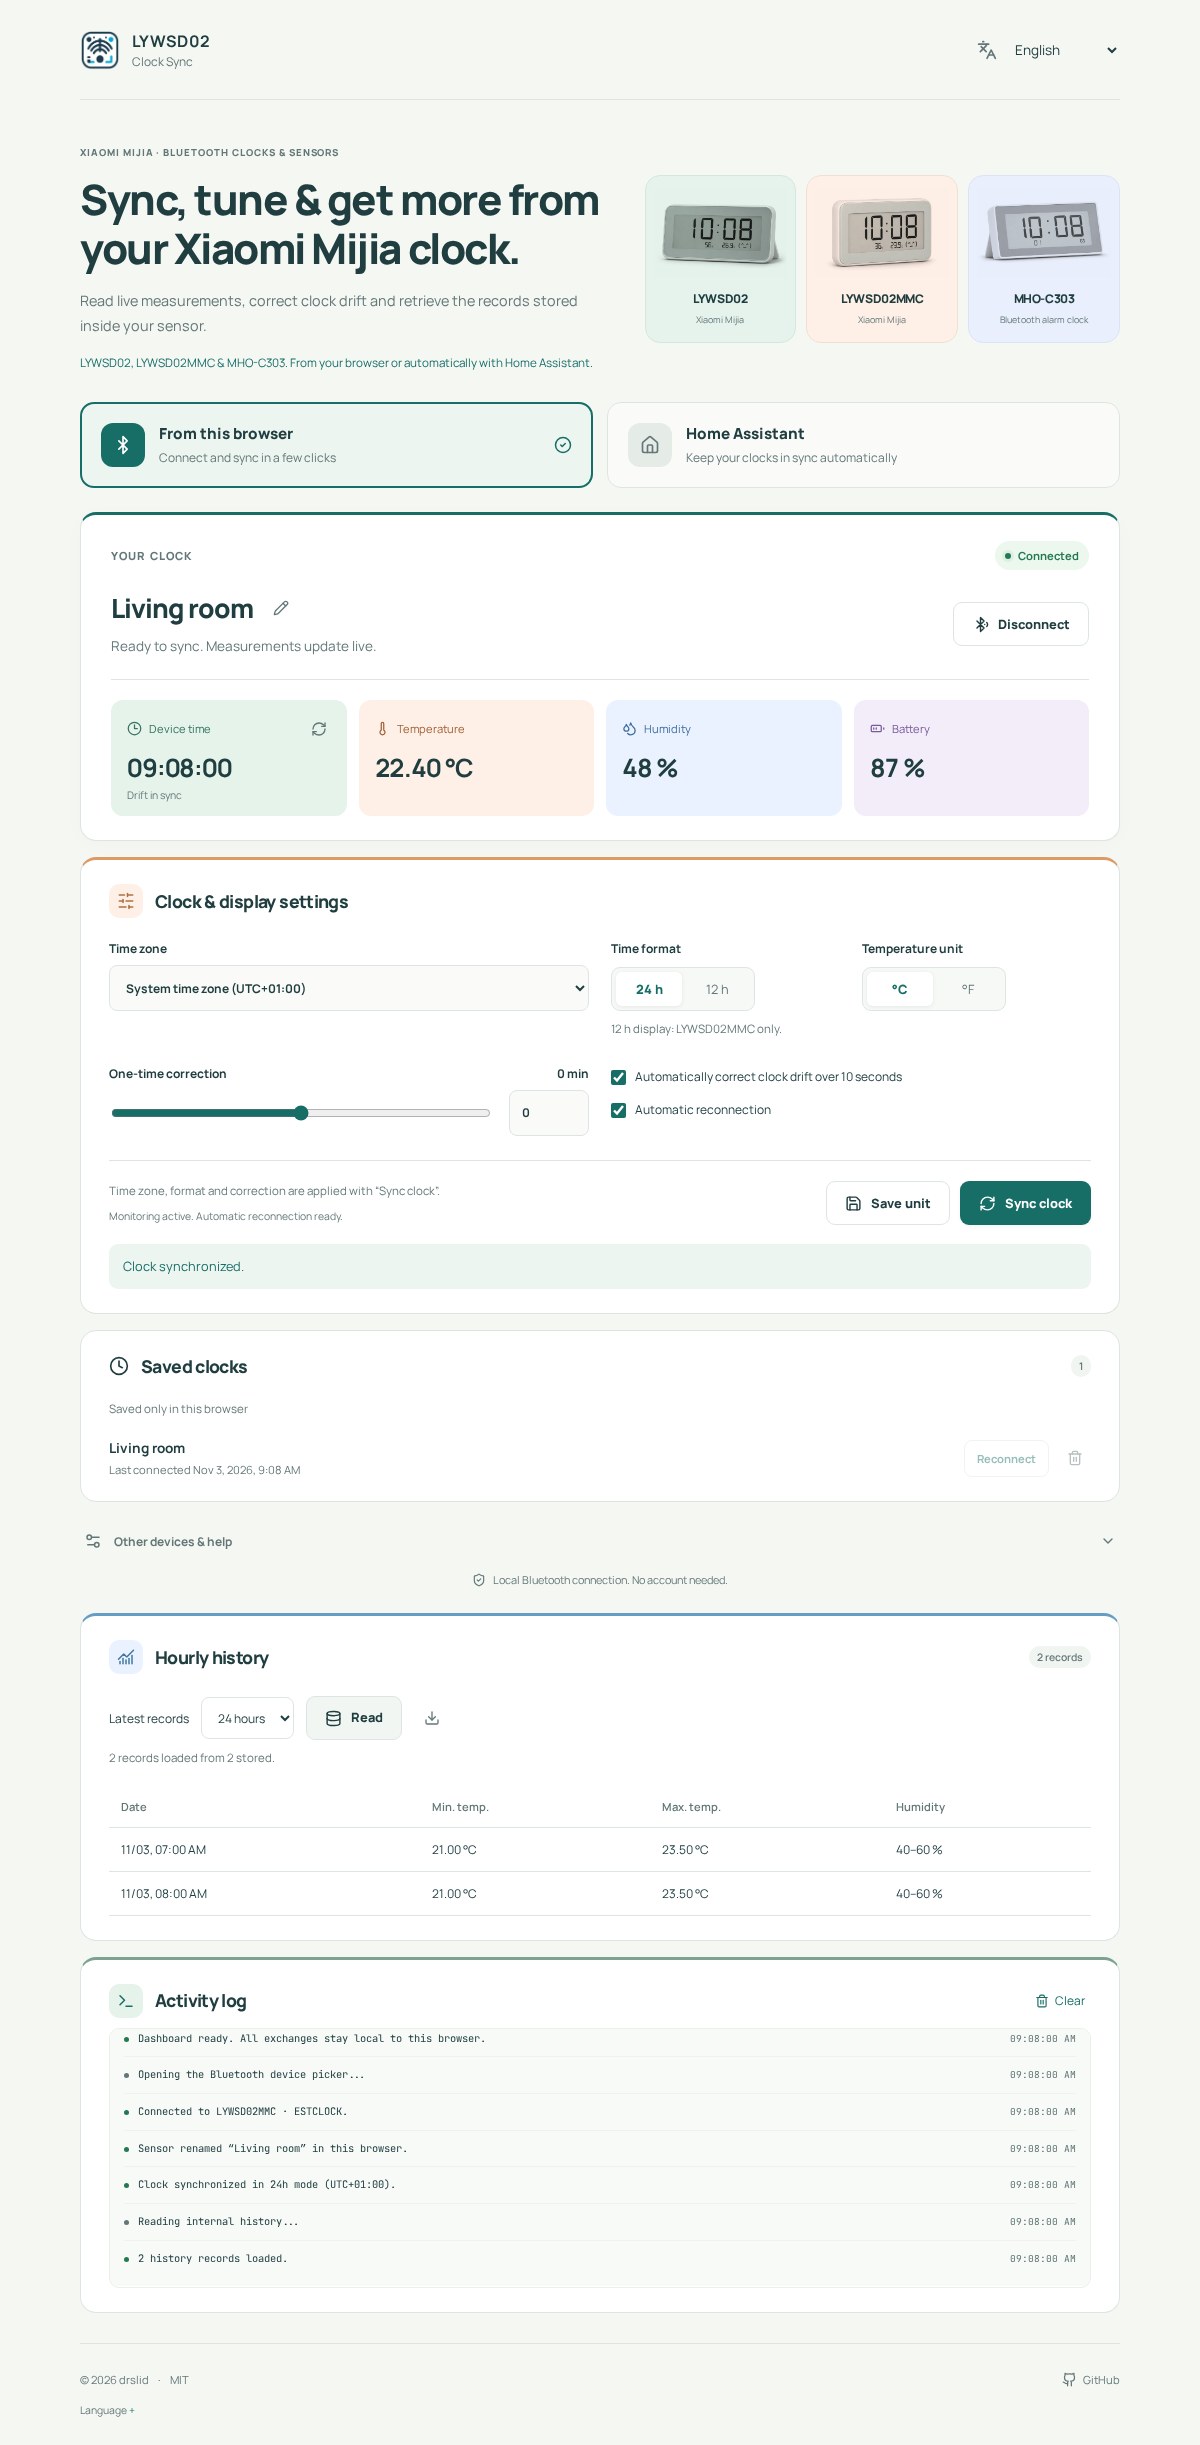 LYWSD02
Clock Sync
English
XIAOMI MIJIA · BLUETOOTH CLOCKS & SENSORS
Sync, tune & get more from
your Xiaomi Mijia clock.
Read live measurements, correct clock drift and retrieve the records stored
inside your sensor.
LYWSD02, LYWSD02MMC & MHO-C303. From your browser or automatically with Home Assistant.
10:08
10:08
10:08
LYWSD02
LYWSD02MMC
MHO-C303
Xiaomi Mijia
Xiaomi Mijia
Bluetooth alarm clock
From this browser
Connect and sync in a few clicks
Home Assistant
Keep your clocks in sync automatically
YOUR CLOCK
Connected
Living room
Ready to sync. Measurements update live.
Disconnect
Device time
09:08:00
Drift in sync
Temperature
22.40 °C
Humidity
48 %
Battery
87 %
Clock & display settings
Time zone
System time zone (UTC+01:00)
Time format
24 h
12 h
12 h display: LYWSD02MMC only.
Temperature unit
°C
°F
One-time correction
0 min
0
Automatically correct clock drift over 10 seconds
Automatic reconnection
Time zone, format and correction are applied with “Sync clock”.
Monitoring active. Automatic reconnection ready.
Save unit
Sync clock
Clock synchronized.
Saved clocks
1
Saved only in this browser
Living room
Last connected Nov 3, 2026, 9:08 AM
Reconnect
Other devices & help
Local Bluetooth connection. No account needed.
Hourly history
2 records
Latest records
24 hours
Read
2 records loaded from 2 stored.
Date Min. temp. Max. temp. Humidity
11/03, 07:00 AM 21.00 °C 23.50 °C 40–60 %
11/03, 08:00 AM 21.00 °C 23.50 °C 40–60 %
Activity log
Clear
Dashboard ready. All exchanges stay local to this browser. 09:08:00 AM
Opening the Bluetooth device picker... 09:08:00 AM
Connected to LYWSD02MMC · ESTCLOCK. 09:08:00 AM
Sensor renamed “Living room” in this browser. 09:08:00 AM
Clock synchronized in 24h mode (UTC+01:00). 09:08:00 AM
Reading internal history... 09:08:00 AM
2 history records loaded. 09:08:00 AM
© 2026 drslid · MIT
GitHub
Language +